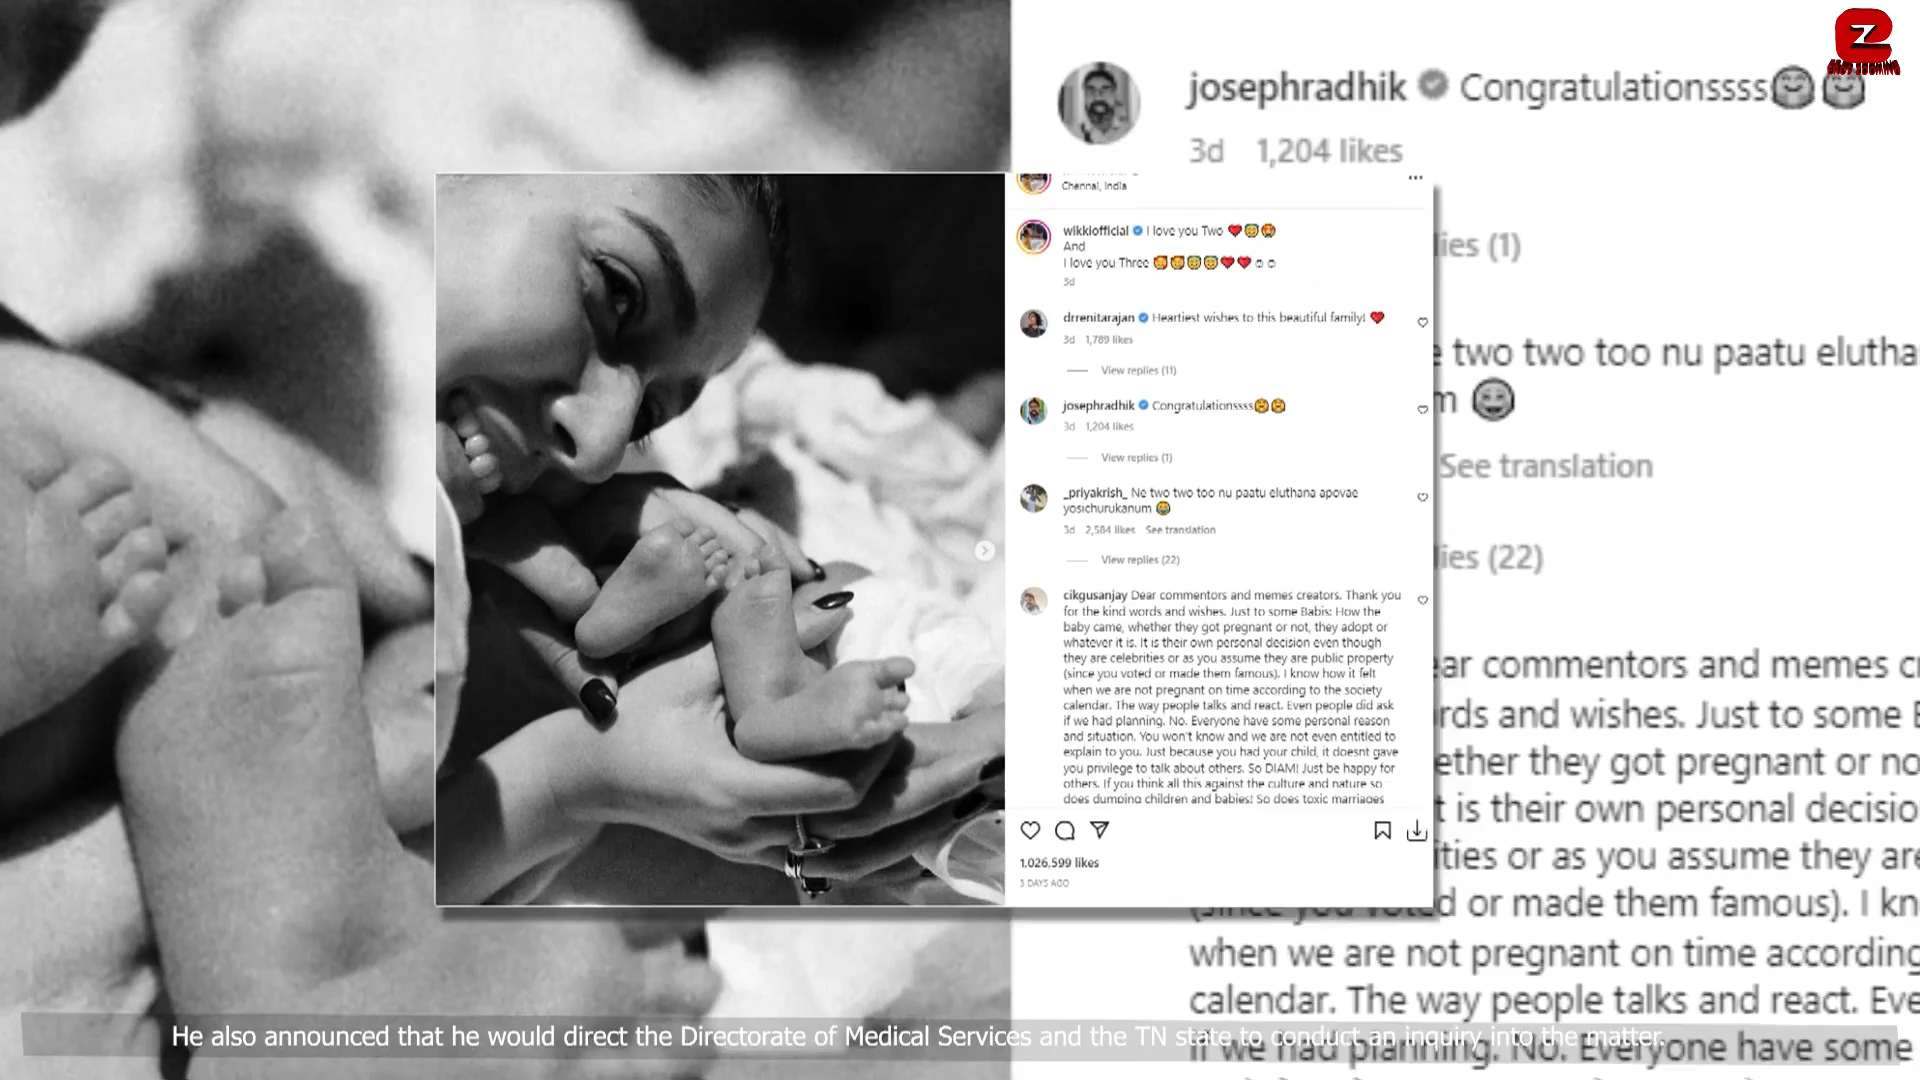 Z
josephradhik Congratulationssss
3d 1,204 likes
Chennai, India
wikkiofficial I love you Two ❤️😇😍
And
I love you Three 🥰🥰😇😇❤️❤️
3d
drrenitarajan Heartiest wishes to this beautiful family! ❤️
3d 1,789 likes
View replies (11)
josephradhik Congratulationssss
3d 1,204 likes
View replies (1)
_priyakrish_ Ne two two too nu paatu eluthana apovae
yosichurukanum 😂
3d 2,584 likes See translation
View replies (22)
cikgusanjay Dear commentors and memes creators. Thank you
for the kind words and wishes. Just to some Babis: How the
baby came, whether they got pregnant or not, they adopt or
whatever it is. It is their own personal decision even though
they are celebrities or as you assume they are public property
(since you voted or made them famous). I know how it felt
when we are not pregnant on time according to the society
calendar. The way people talks and react. Even people did ask
if we had planning. No. Everyone have some personal reason
and situation. You won't know and we are not even entitled to
explain to you. Just because you had your child, it doesnt gave
you privilege to talk about others. So DIAM! Just be happy for
others. If you think all this against the culture and nature so
does dumping children and babies! So does toxic marriages
1,026,599 likes
3 DAYS AGO
lies (1)
e two two too nu paatu elutha
m 😂
See translation
lies (22)
ear commentors and memes cr
rds and wishes. Just to some B
ether they got pregnant or no
t is their own personal decisio
ities or as you assume they are
(since you voted or made them famous). I kn
when we are not pregnant on time according
calendar. The way people talks and react. Eve
if we had planning. No. Everyone have some
He also announced that he would direct the Directorate of Medical Services and the TN state to conduct an inquiry into the matter.